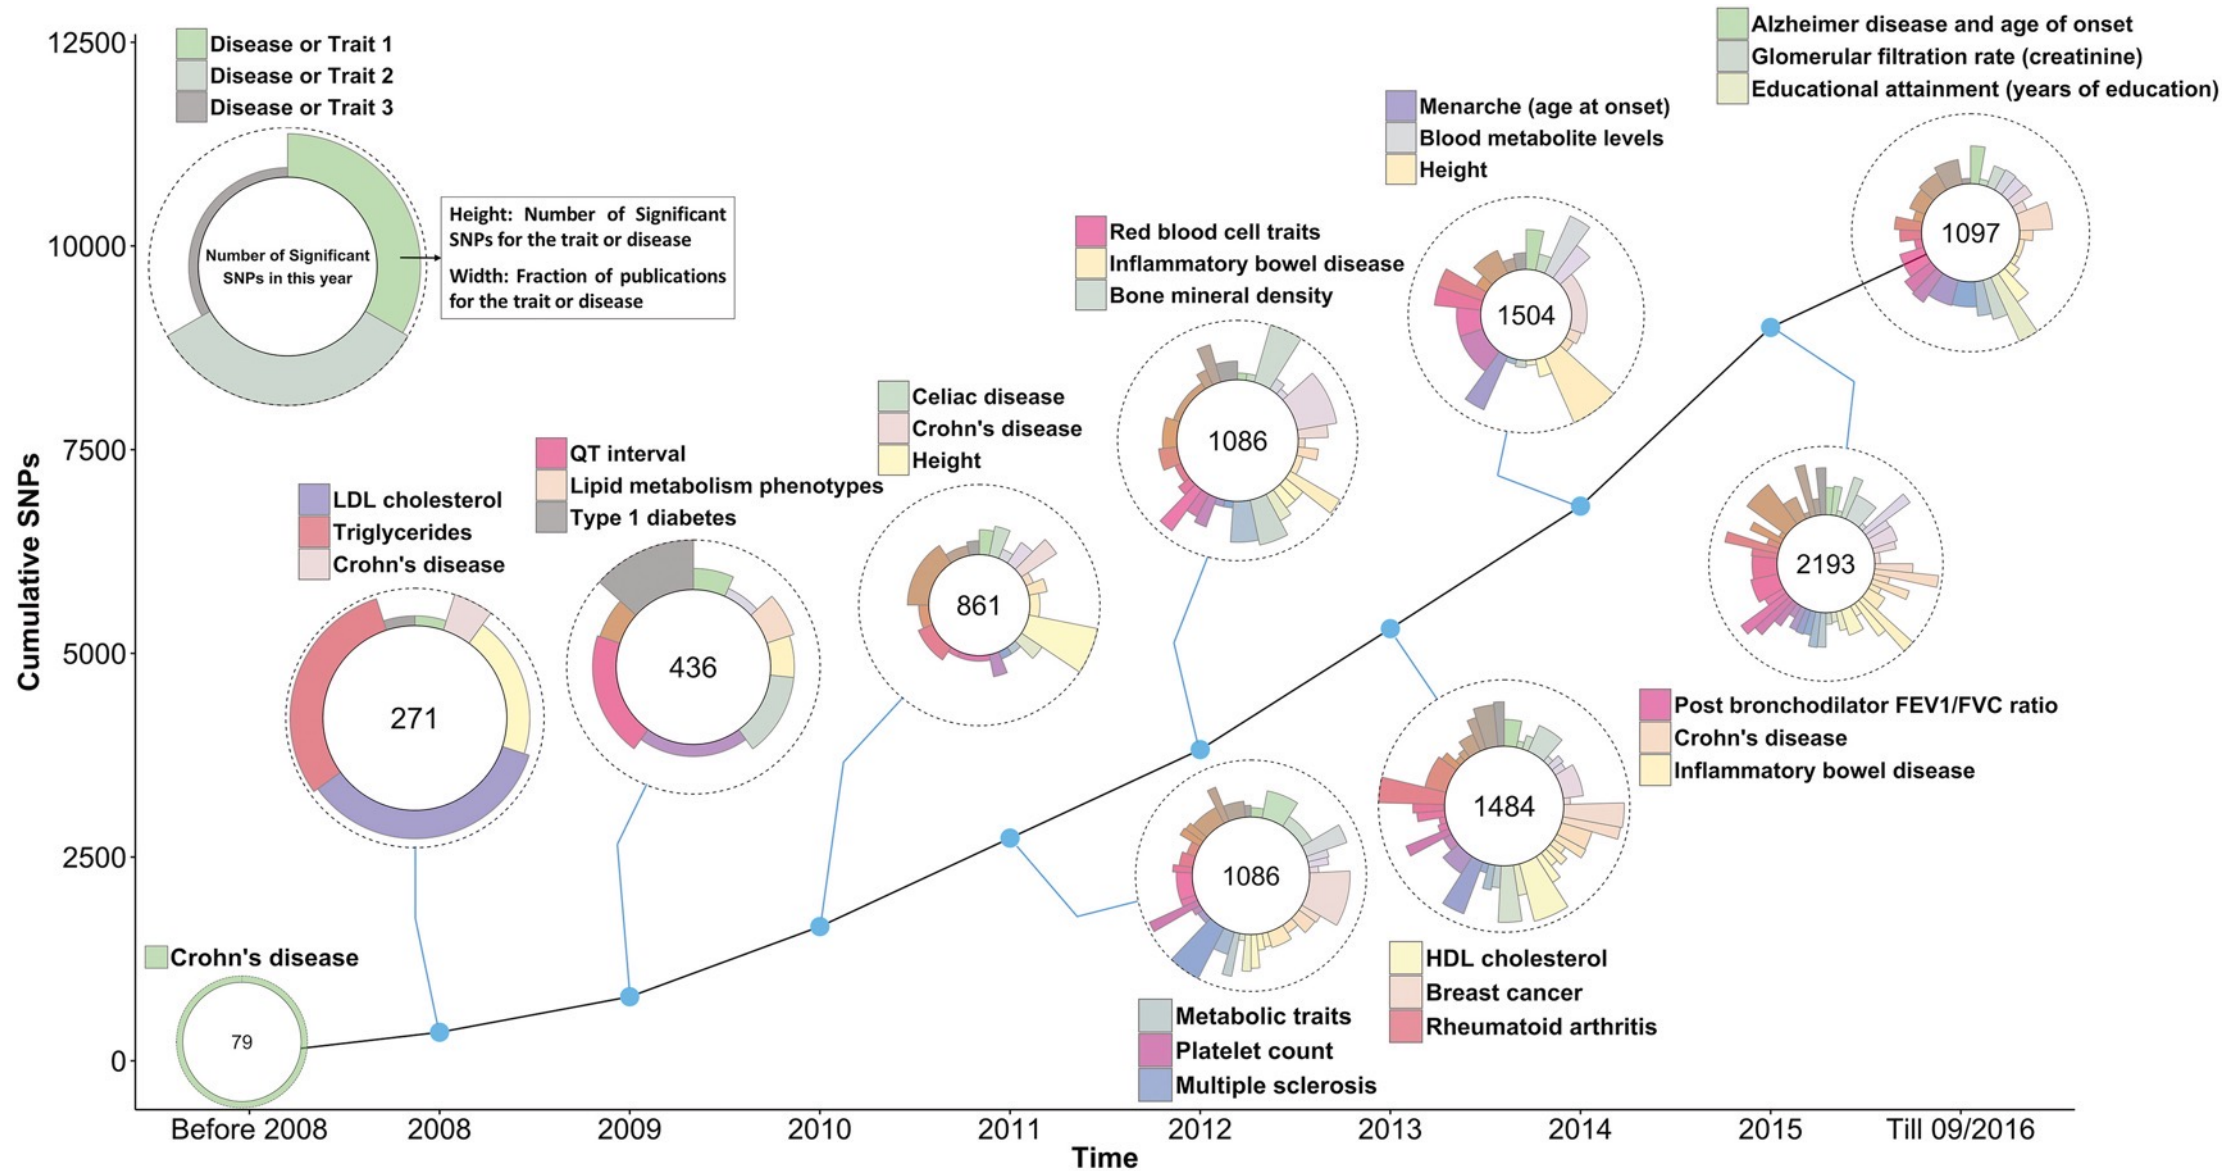 12500
10000
7500
5000
2500
0
Cumulative SNPs
Disease or Trait 1
Disease or Trait 2
Disease or Trait 3
Number of Significant
SNPs in this year
Height: Number of Significant
SNPs for the trait or disease
Width: Fraction of publications
for the trait or disease
Crohn's disease
79
LDL cholesterol
Triglycerides
Crohn's disease
271
QT interval
Lipid metabolism phenotypes
Type 1 diabetes
436
Celiac disease
Crohn's disease
Height
861
Red blood cell traits
Inflammatory bowel disease
Bone mineral density
1086
1086
Metabolic traits
Platelet count
Multiple sclerosis
Menarche (age at onset)
Blood metabolite levels
Height
1504
1484
HDL cholesterol
Breast cancer
Rheumatoid arthritis
Alzheimer disease and age of onset
Glomerular filtration rate (creatinine)
Educational attainment (years of education)
1097
2193
Post bronchodilator FEV1/FVC ratio
Crohn's disease
Inflammatory bowel disease
Before 2008
2008
2009
2010
2011
2012
2013
2014
2015
Till 09/2016
Time